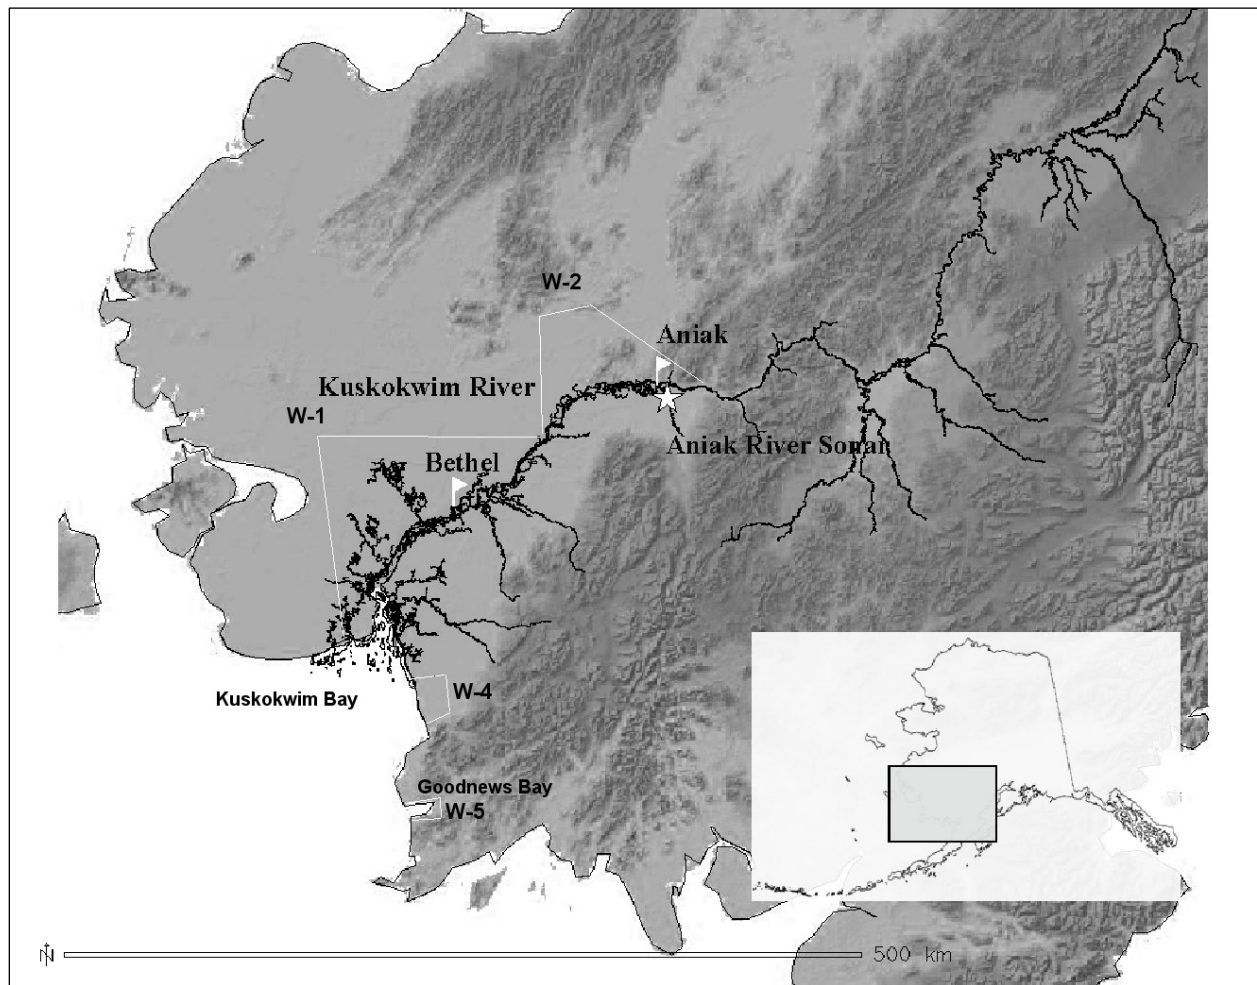 W-2
Aniak
Kuskokwim River
W-1
Aniak River Sonar
Bethel
W-4
Kuskokwim Bay
Goodnews Bay
W-5
N
500 km